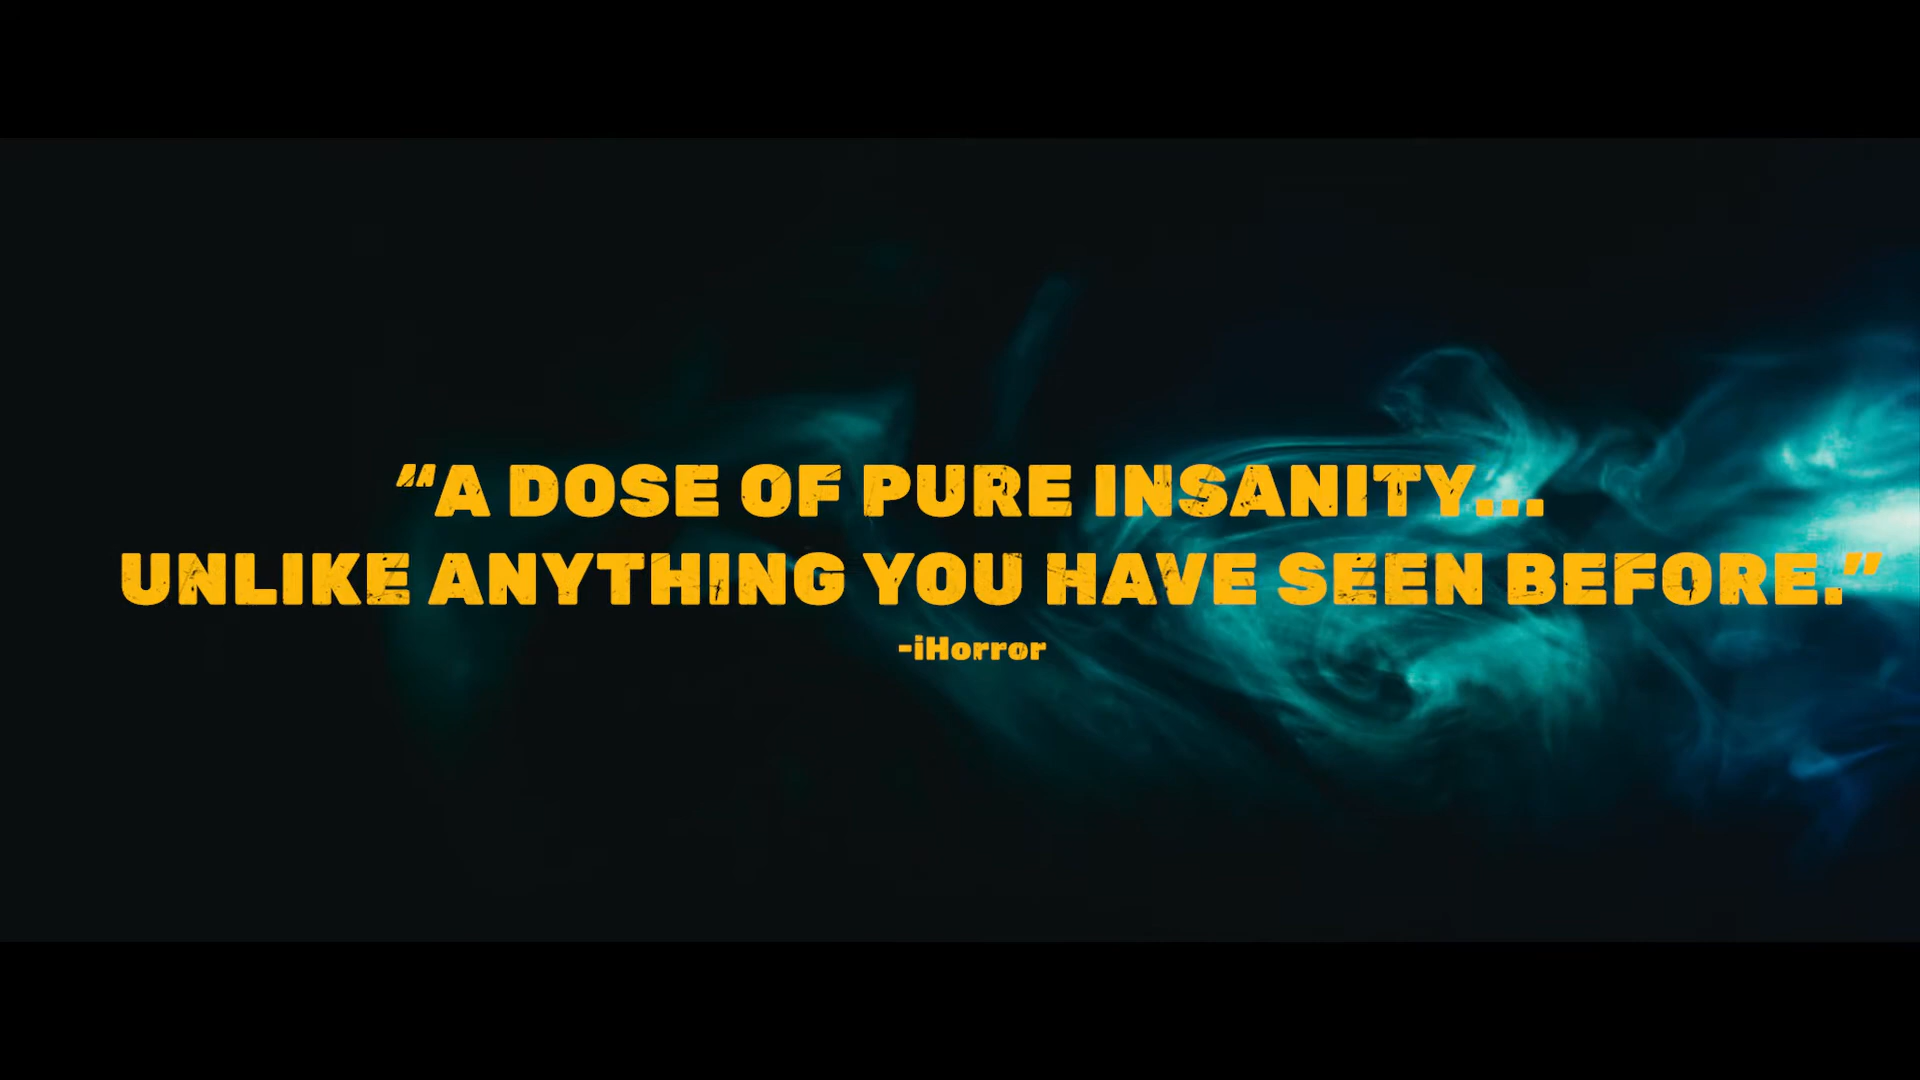 “A DOSE OF PURE INSANITY...
UNLIKE ANYTHING YOU HAVE SEEN BEFORE.”
-iHorror